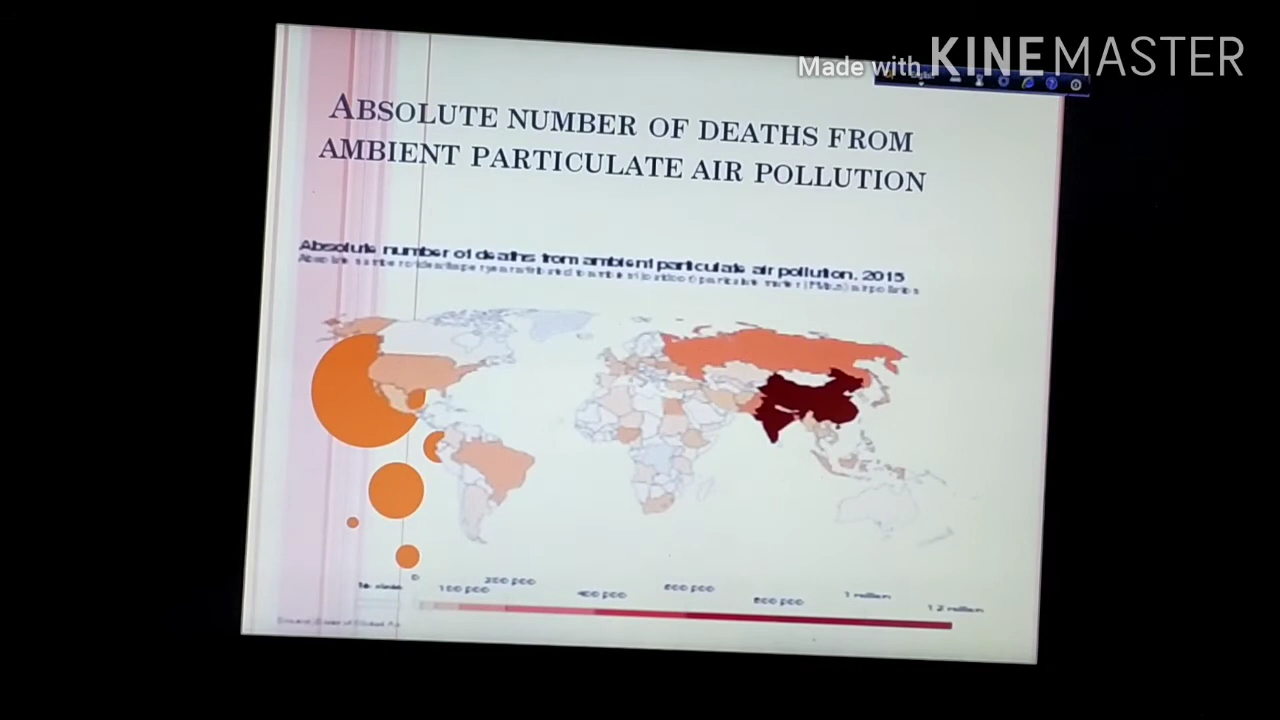 Made with KINEMASTER
ABSOLUTE NUMBER OF DEATHS FROM
AMBIENT PARTICULATE AIR POLLUTION
Absolute number of deaths from ambient particulate air pollution, 2015
No data
0
100 000
200 000
400 000
600 000
800 000
1 million
1.2 million